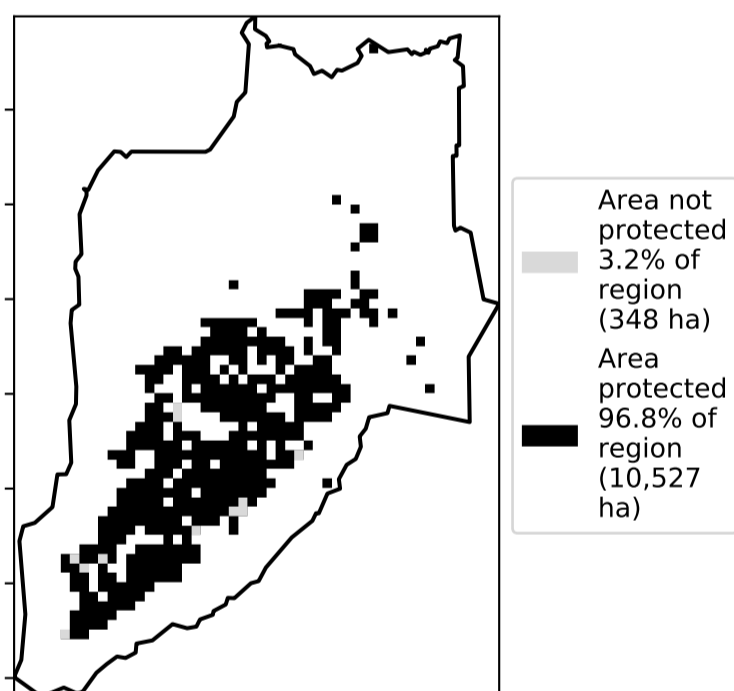 Area not
protected
3.2% of
region
(348 ha)
Area
protected
96.8% of
region
(10,527
ha)